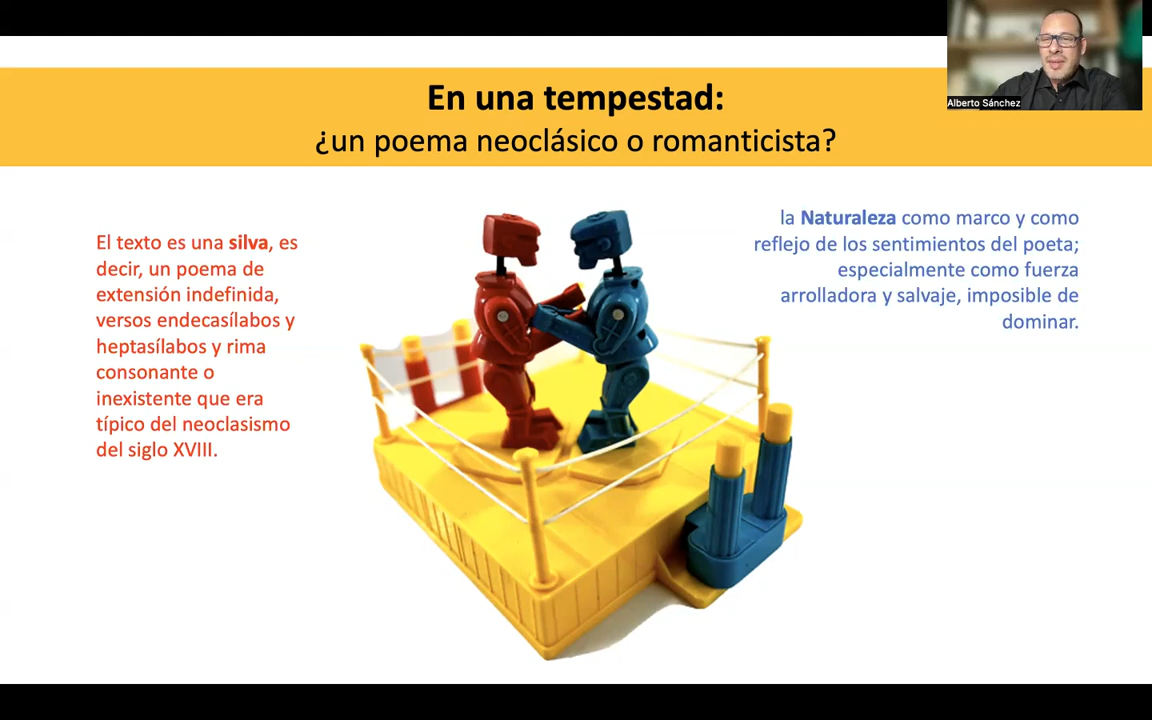 En una tempestad:
¿un poema neoclásico o romanticista?
Alberto Sánchez
El texto es una silva, es
decir, un poema de
extensión indefinida,
versos endecasílabos y
heptasílabos y rima
consonante o
inexistente que era
típico del neoclasismo
del siglo XVIII.
la Naturaleza como marco y como
reflejo de los sentimientos del poeta;
especialmente como fuerza
arrolladora y salvaje, imposible de
dominar.